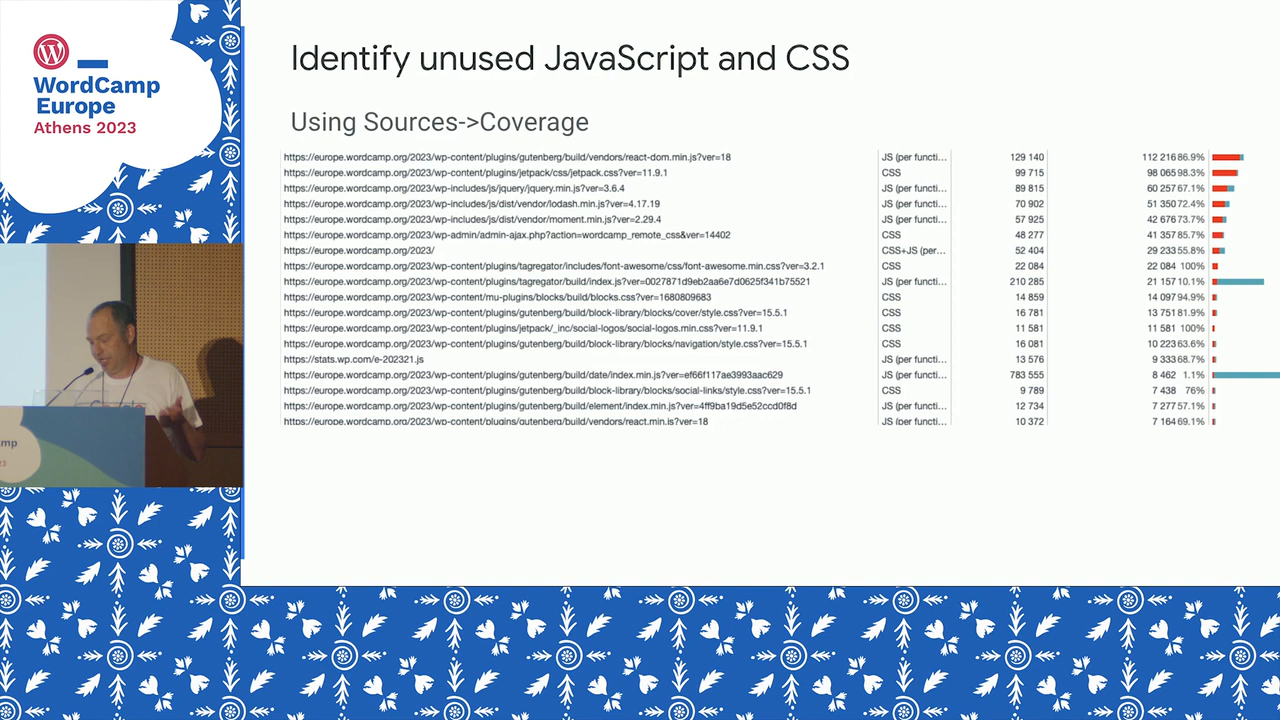 WordCamp
Europe
Athens 2023
Identify unused JavaScript and CSS
Using Sources->Coverage
https://europe.wordcamp.org/2023/wp-content/plugins/gutenberg/build/vendors/react-dom.min.js?ver=18 JS (per functi... 129 140 112 216 86.9%
https://europe.wordcamp.org/2023/wp-content/plugins/jetpack/css/jetpack.css?ver=11.9.1 CSS 99 715 98 065 98.3%
https://europe.wordcamp.org/2023/wp-includes/js/jquery/jquery.min.js?ver=3.6.4 JS (per functi... 89 815 60 257 67.1%
https://europe.wordcamp.org/2023/wp-includes/js/dist/vendor/lodash.min.js?ver=4.17.19 JS (per functi... 70 902 51 350 72.4%
https://europe.wordcamp.org/2023/wp-includes/js/dist/vendor/moment.min.js?ver=2.29.4 JS (per functi... 57 925 42 676 73.7%
https://europe.wordcamp.org/2023/wp-admin/admin-ajax.php?action=wordcamp_remote_css&ver=14402 CSS 48 277 41 357 85.7%
https://europe.wordcamp.org/2023/ CSS+JS (per... 52 404 29 233 55.8%
https://europe.wordcamp.org/2023/wp-content/plugins/tagregator/includes/font-awesome/css/font-awesome.min.css?ver=3.2.1 CSS 22 084 22 084 100%
https://europe.wordcamp.org/2023/wp-content/plugins/tagregator/build/index.js?ver=0027871d9eb2aa6e7d0625f341b75521 JS (per functi... 210 285 21 157 10.1%
https://europe.wordcamp.org/2023/wp-content/mu-plugins/blocks/build/blocks.css?ver=1680809683 CSS 14 859 14 097 94.9%
https://europe.wordcamp.org/2023/wp-content/plugins/gutenberg/build/block-library/blocks/cover/style.css?ver=15.5.1 CSS 16 781 13 751 81.9%
https://europe.wordcamp.org/2023/wp-content/plugins/jetpack/_inc/social-logos/social-logos.min.css?ver=11.9.1 CSS 11 581 11 581 100%
https://europe.wordcamp.org/2023/wp-content/plugins/gutenberg/build/block-library/blocks/navigation/style.css?ver=15.5.1 CSS 16 081 10 223 63.6%
https://stats.wp.com/e-202321.js JS (per functi... 13 576 9 333 68.7%
https://europe.wordcamp.org/2023/wp-content/plugins/gutenberg/build/date/index.min.js?ver=ef66f117ae3993aac629 JS (per functi... 783 555 8 462 1.1%
https://europe.wordcamp.org/2023/wp-content/plugins/gutenberg/build/block-library/blocks/social-links/style.css?ver=15.5.1 CSS 9 789 7 438 76%
https://europe.wordcamp.org/2023/wp-content/plugins/gutenberg/build/element/index.min.js?ver=4ff9ba19d5e52ccd0f8d JS (per functi... 12 734 7 277 57.1%
https://europe.wordcamp.org/2023/wp-content/plugins/gutenberg/build/vendors/react.min.js?ver=18 JS (per functi... 10 372 7 164 69.1%